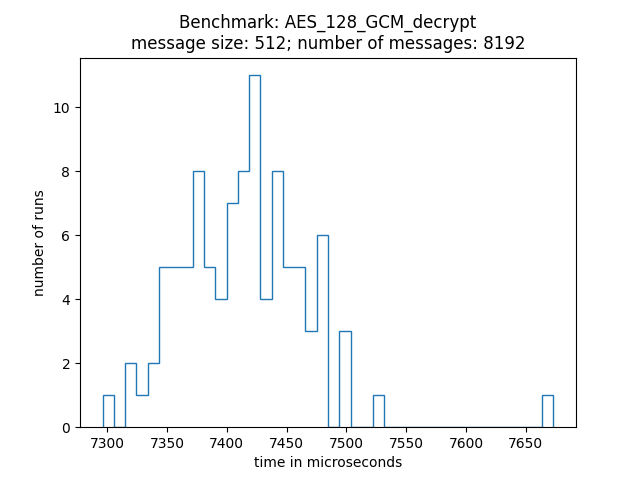 Benchmark: AES_128_GCM_decrypt
message size: 512; number of messages: 8192
number of runs
10
8
6
4
2
0
7300 7350 7400 7450 7500 7550 7600 7650
time in microseconds